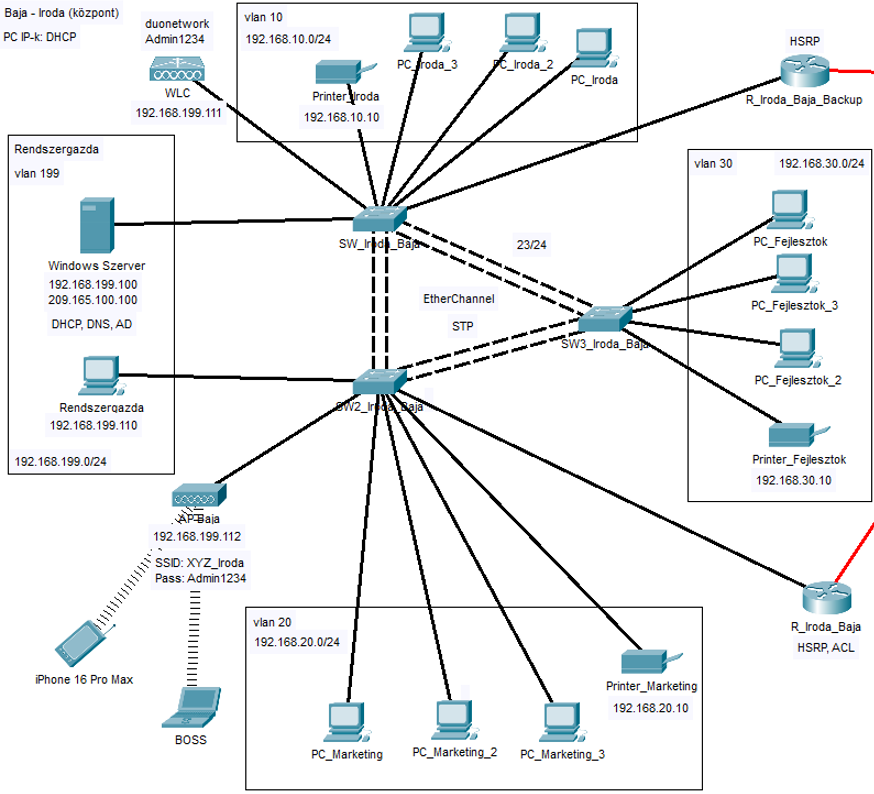 Baja - Iroda (központ)
PC IP-k: DHCP
duonetwork
Admin1234
WLC
192.168.199.111
vlan 10
192.168.10.0/24
PC_Iroda_3
PC_Iroda_2
PC_Iroda
Printer_Iroda
192.168.10.10
HSRP
R_Iroda_Baja_Backup
Rendszergazda
vlan 199
Windows Szerver
192.168.199.100
209.165.100.100
DHCP, DNS, AD
Rendszergazda
192.168.199.110
192.168.199.0/24
SW_Iroda_Baja
23/24
EtherChannel
STP
SW3_Iroda_Baja
SW2_Iroda_Baja
vlan 30
192.168.30.0/24
PC_Fejlesztok
PC_Fejlesztok_3
PC_Fejlesztok_2
Printer_Fejlesztok
192.168.30.10
AP-Baja
192.168.199.112
SSID: XYZ_Iroda
Pass: Admin1234
iPhone 16 Pro Max
BOSS
vlan 20
192.168.20.0/24
PC_Marketing
PC_Marketing_2
PC_Marketing_3
Printer_Marketing
192.168.20.10
R_Iroda_Baja
HSRP, ACL